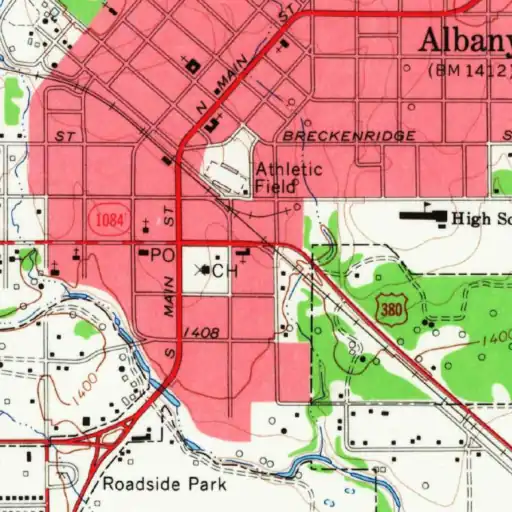 Albany
(BM 1412)
ST
N MAIN
ST
BRECKENRIDGE
S
Athletic
Field
1084
High Sc
ST
PO
CH
MAIN
S
380
1408
1400
1400
Roadside Park